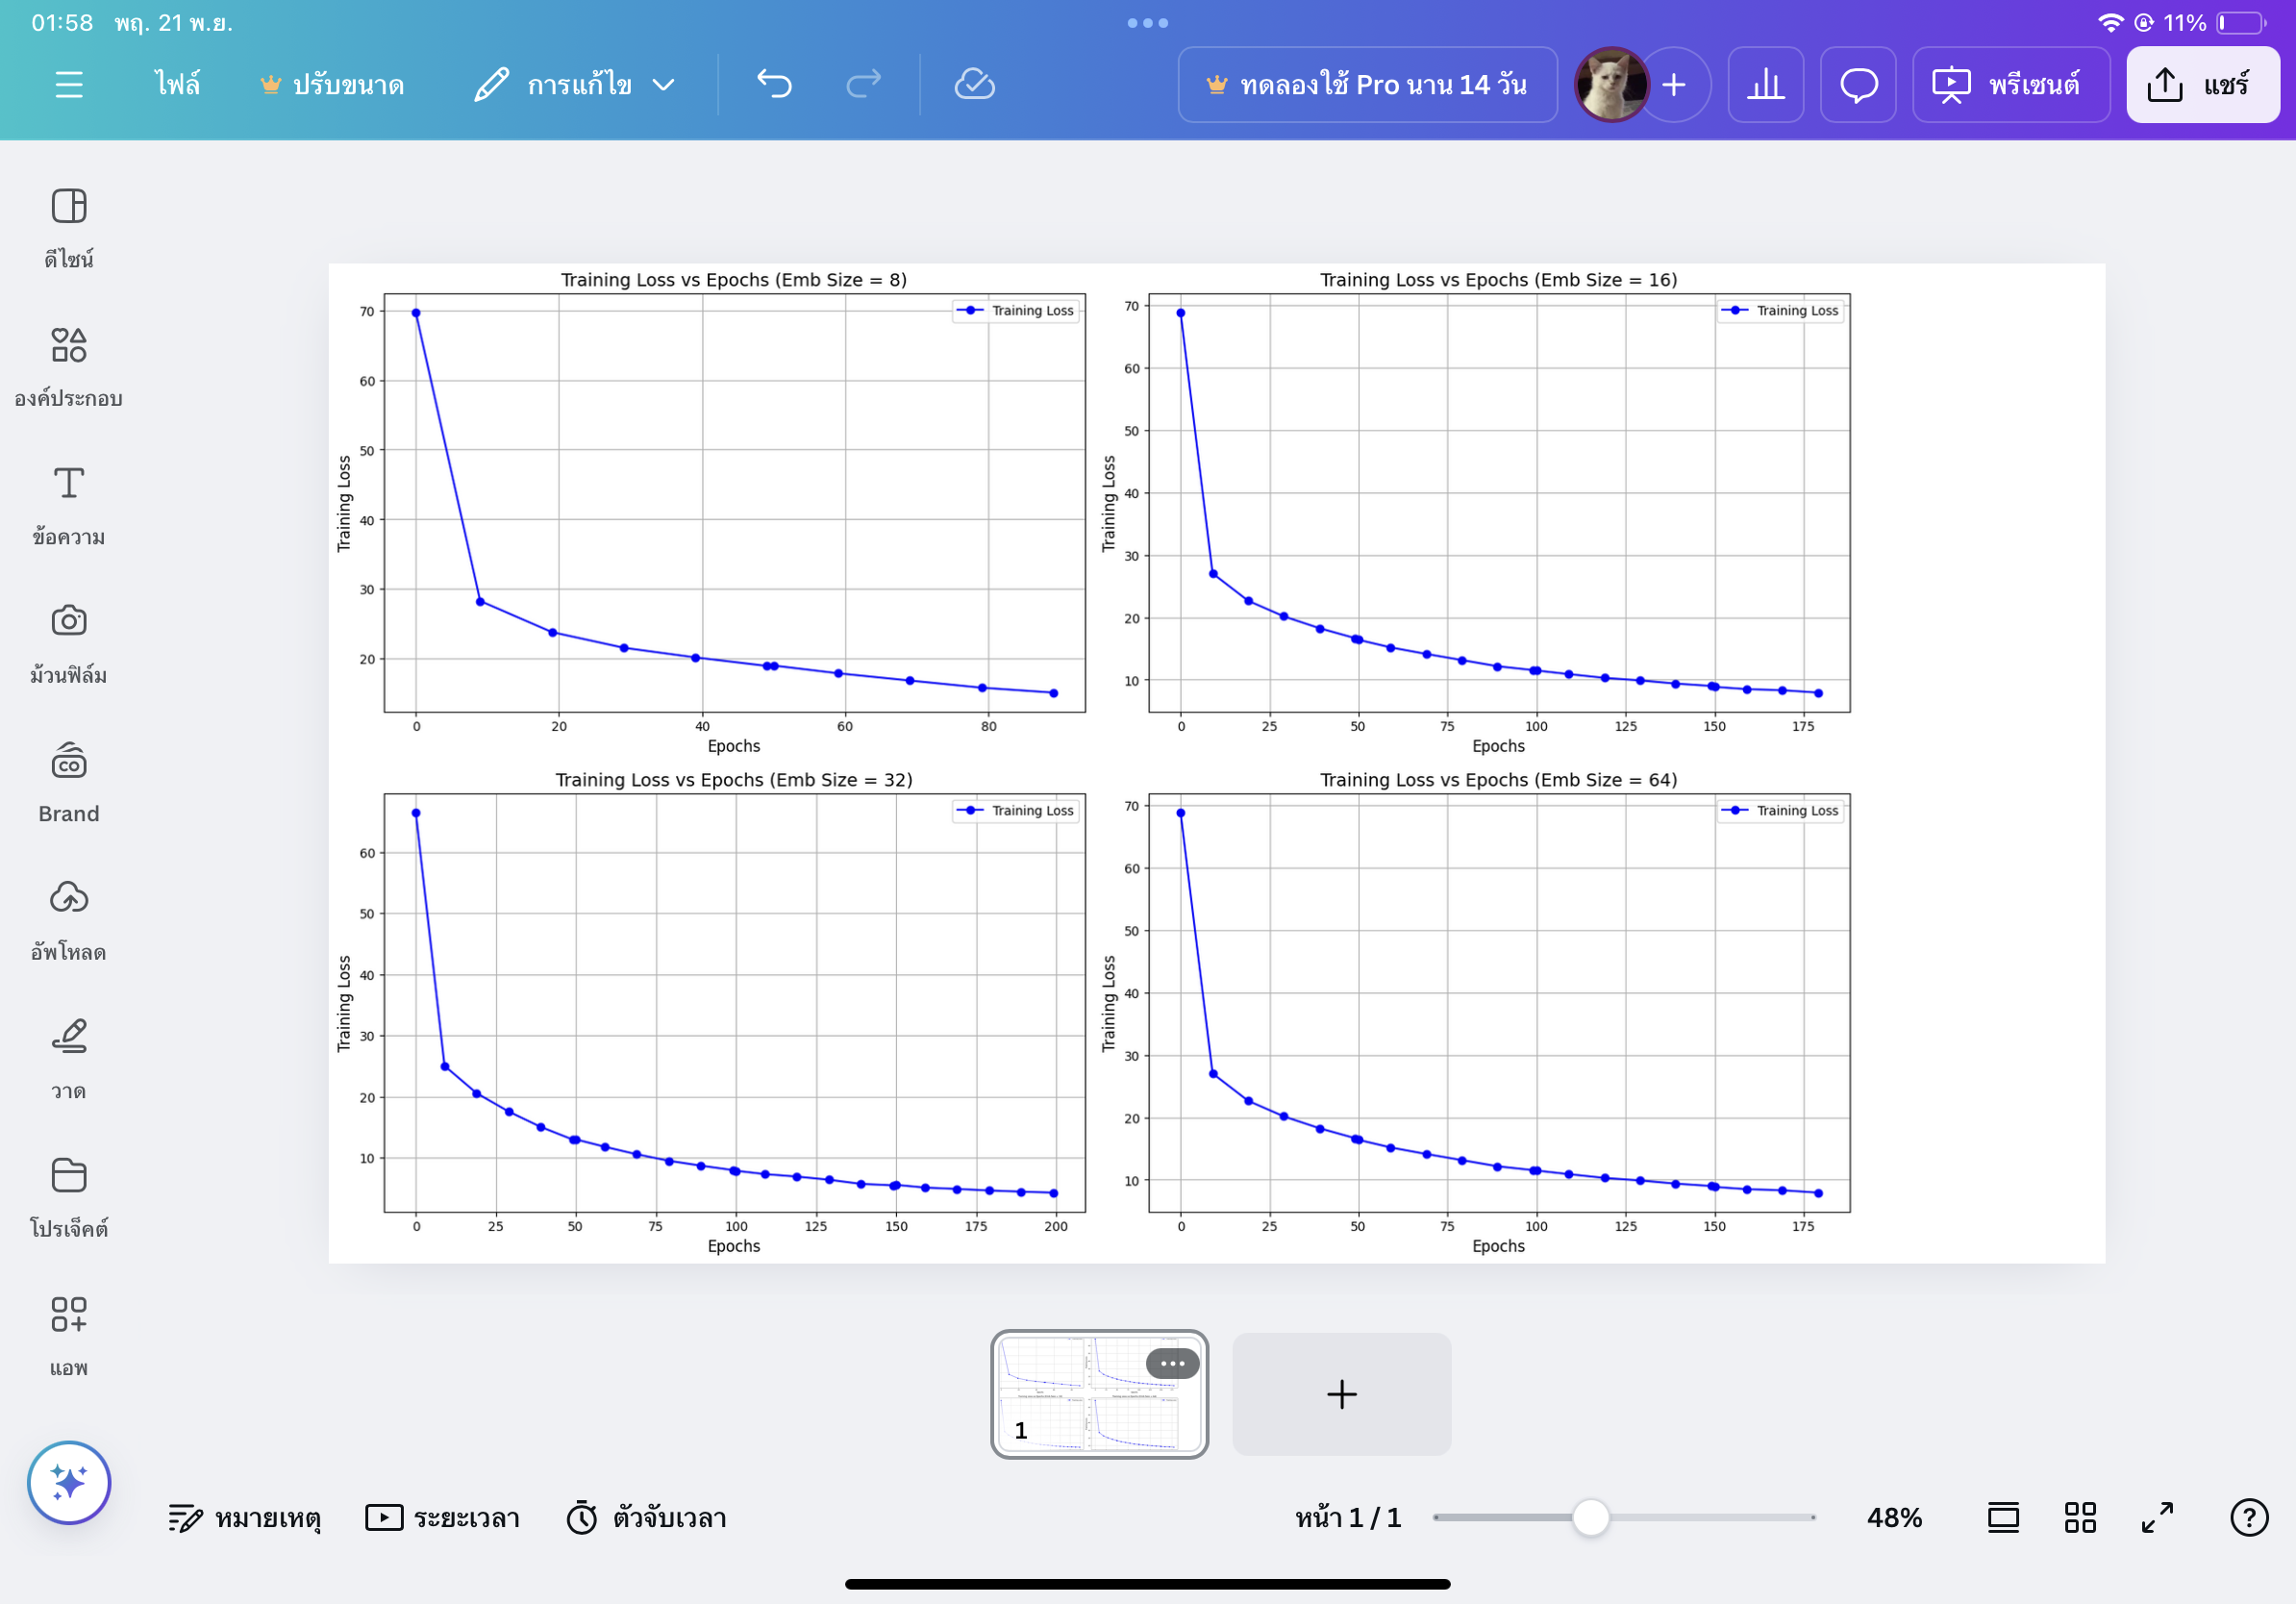 01:58 พฤ. 21 พ.ย.
11%
ไฟล์
ปรับขนาด
การแก้ไข
ทดลองใช้ Pro นาน 14 วัน
พรีเซนต์
แชร์
ดีไซน์
องค์ประกอบ
ข้อความ
ม้วนฟิล์ม
CO
Brand
อัพโหลด
วาด
โปรเจ็คต์
แอพ
Training Loss vs Epochs (Emb Size = 8)
Training Loss
Training Loss
70
60
50
40
30
20
0 20 40 60 80
Epochs
Training Loss vs Epochs (Emb Size = 16)
Training Loss
Training Loss
70
60
50
40
30
20
10
0 25 50 75 100 125 150 175
Epochs
Training Loss vs Epochs (Emb Size = 32)
Training Loss
Training Loss
60
50
40
30
20
10
0 25 50 75 100 125 150 175 200
Epochs
Training Loss vs Epochs (Emb Size = 64)
Training Loss
Training Loss
70
60
50
40
30
20
10
0 25 50 75 100 125 150 175
Epochs
1
หมายเหตุ
ระยะเวลา
ตัวจับเวลา
หน้า 1 / 1
48%
?